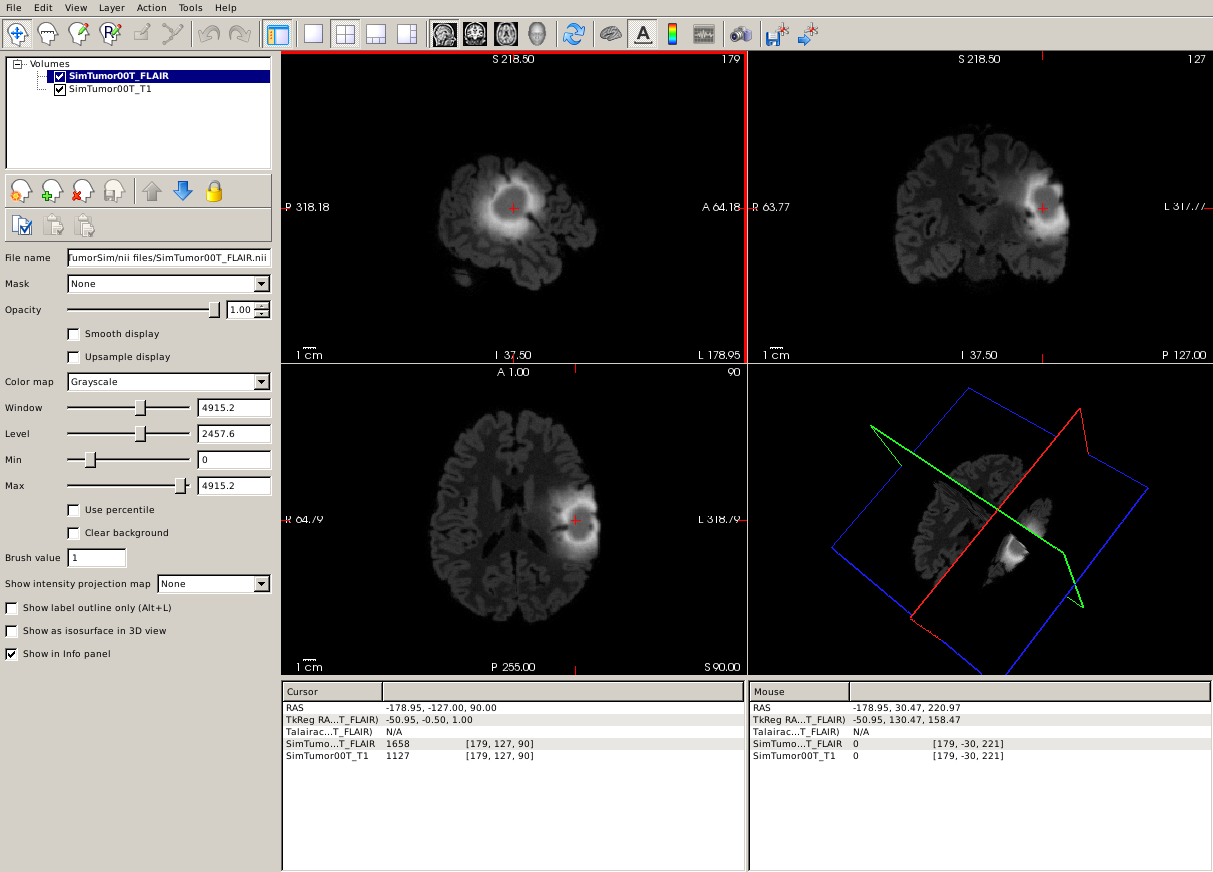 File Edit View Layer Action Tools Help
R
A
Volumes
SimTumor00T_FLAIR
SimTumor00T_T1
File name TumorSim/nii files/SimTumor00T_FLAIR.nii
Mask None
Opacity 1.00
Smooth display
Upsample display
Color map Grayscale
Window 4915.2
Level 2457.6
Min 0
Max 4915.2
Use percentile
Clear background
Brush value 1
Show intensity projection map None
Show label outline only (Alt+L)
Show as isosurface in 3D view
Show in Info panel
S 218.50 179
P 318.18 A 64.18
1 cm I 37.50 L 178.95
S 218.50 127
R 63.77 L 317.77
1 cm I 37.50 P 127.00
A 1.00 90
R 64.79 L 318.79
1 cm P 255.00 S 90.00
Cursor
RAS -178.95, -127.00, 90.00
TkReg RA...T_FLAIR) -50.95, -0.50, 1.00
Talairac...T_FLAIR) N/A
SimTumo...T_FLAIR 1658 [179, 127, 90]
SimTumor00T_T1 1127 [179, 127, 90]
Mouse
RAS -178.95, 30.47, 220.97
TkReg RA...T_FLAIR) -50.95, 130.47, 158.47
Talairac...T_FLAIR) N/A
SimTumo...T_FLAIR 0 [179, -30, 221]
SimTumor00T_T1 0 [179, -30, 221]